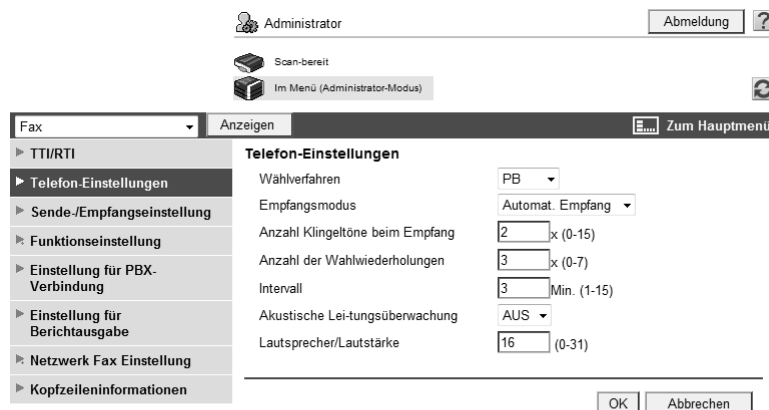 Administrator
Abmeldung
?
Scan-bereit
Im Menü (Administrator-Modus)
Fax
Anzeigen
Zum Hauptmenü
TTI/RTI
Telefon-Einstellungen
Sende-/Empfangseinstellung
Funktionseinstellung
Einstellung für PBX-
Verbindung
Einstellung für
Berichtausgabe
Netzwerk Fax Einstellung
Kopfzeileninformationen
Telefon-Einstellungen
Wählverfahren PB
Empfangsmodus Automat. Empfang
Anzahl Klingeltöne beim Empfang 2 x (0-15)
Anzahl der Wahlwiederholungen 3 x (0-7)
Intervall 3 Min. (1-15)
Akustische Lei-tungsüberwachung AUS
Lautsprecher/Lautstärke 16 (0-31)
OK
Abbrechen